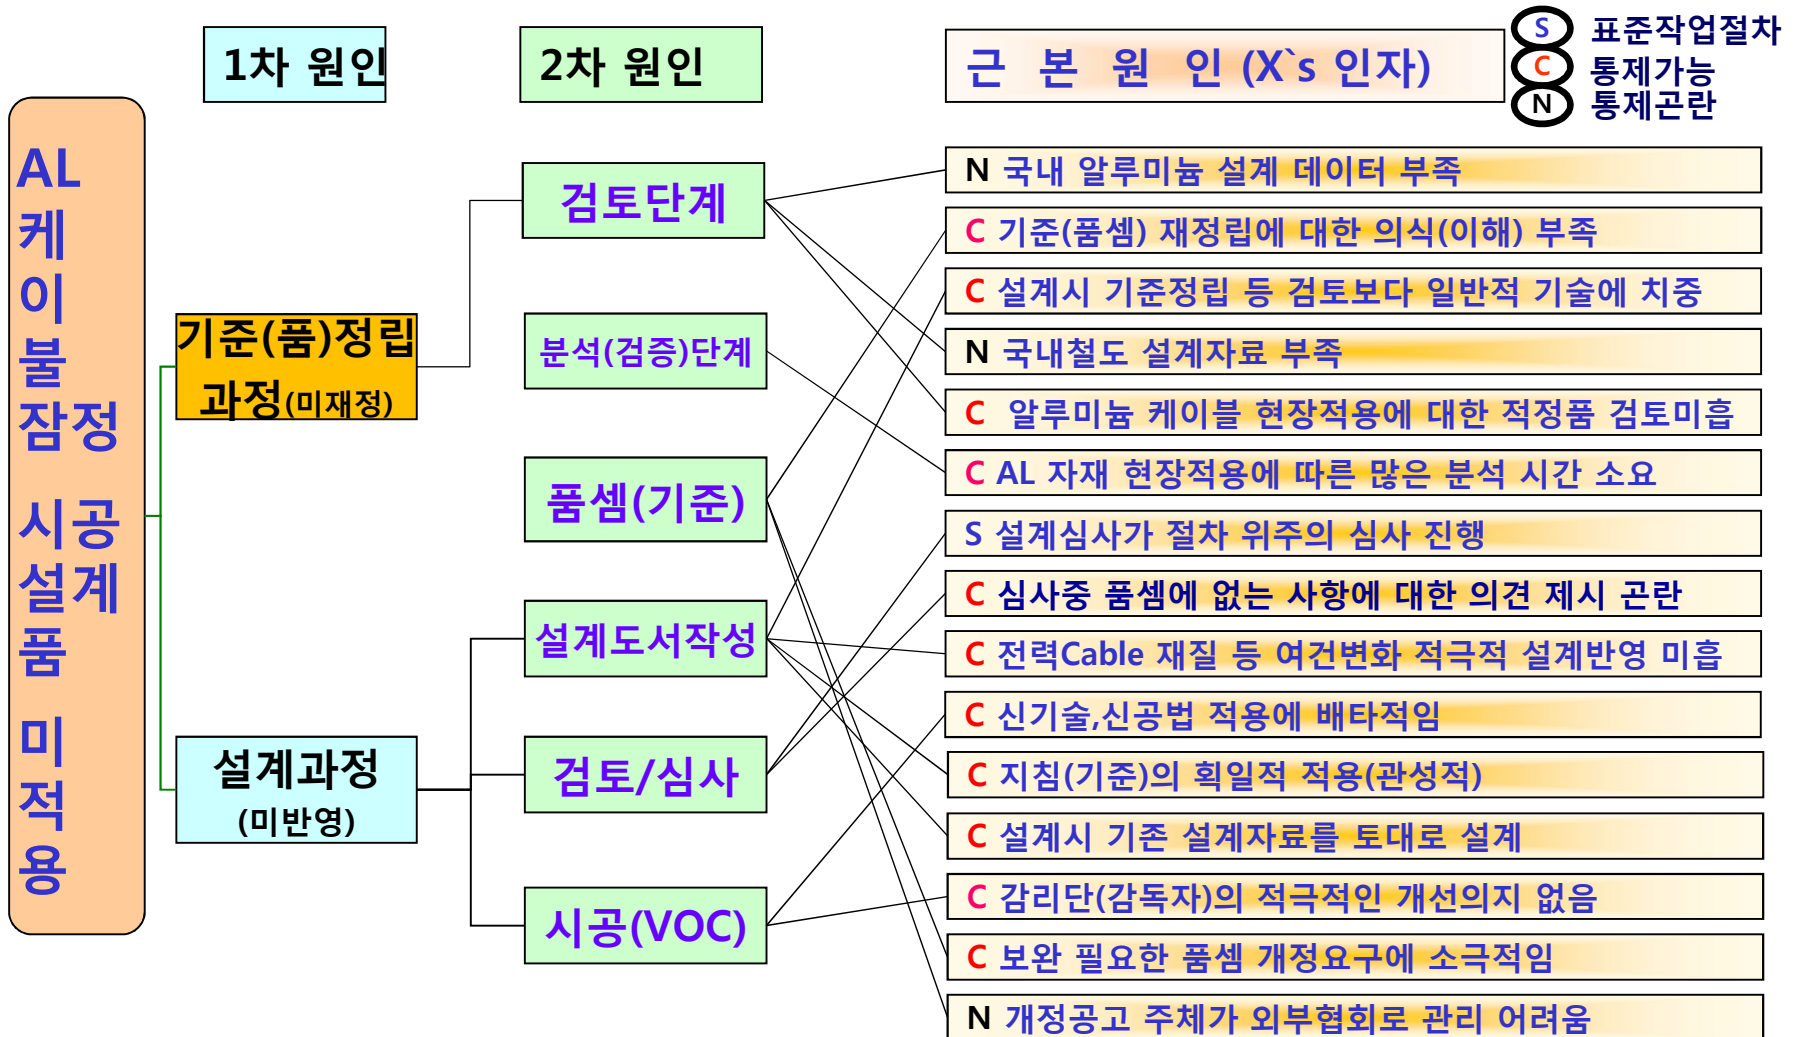 1차 원인
2차 원인
근 본 원 인 (X`s 인자)
S 표준작업절차
C 통제가능
N 통제곤란
AL
케
이
불
잠정
시공
설계
품
미
적
용
기준(품)정립
과정(미재정)
설계과정
(미반영)
검토단계
분석(검증)단계
품셈(기준)
설계도서작성
검토/심사
시공(VOC)
N 국내 알루미늄 설계 데이터 부족
C 기준(품셈) 재정립에 대한 의식(이해) 부족
C 설계시 기준정립 등 검토보다 일반적 기술에 치중
N 국내철도 설계자료 부족
C 알루미늄 케이블 현장적용에 대한 적정품 검토미흡
C AL 자재 현장적용에 따른 많은 분석 시간 소요
S 설계심사가 절차 위주의 심사 진행
C 심사중 품셈에 없는 사항에 대한 의견 제시 곤란
C 전력Cable 재질 등 여건변화 적극적 설계반영 미흡
C 신기술,신공법 적용에 배타적임
C 지침(기준)의 획일적 적용(관성적)
C 설계시 기존 설계자료를 토대로 설계
C 감리단(감독자)의 적극적인 개선의지 없음
C 보완 필요한 품셈 개정요구에 소극적임
N 개정공고 주체가 외부협회로 관리 어려움